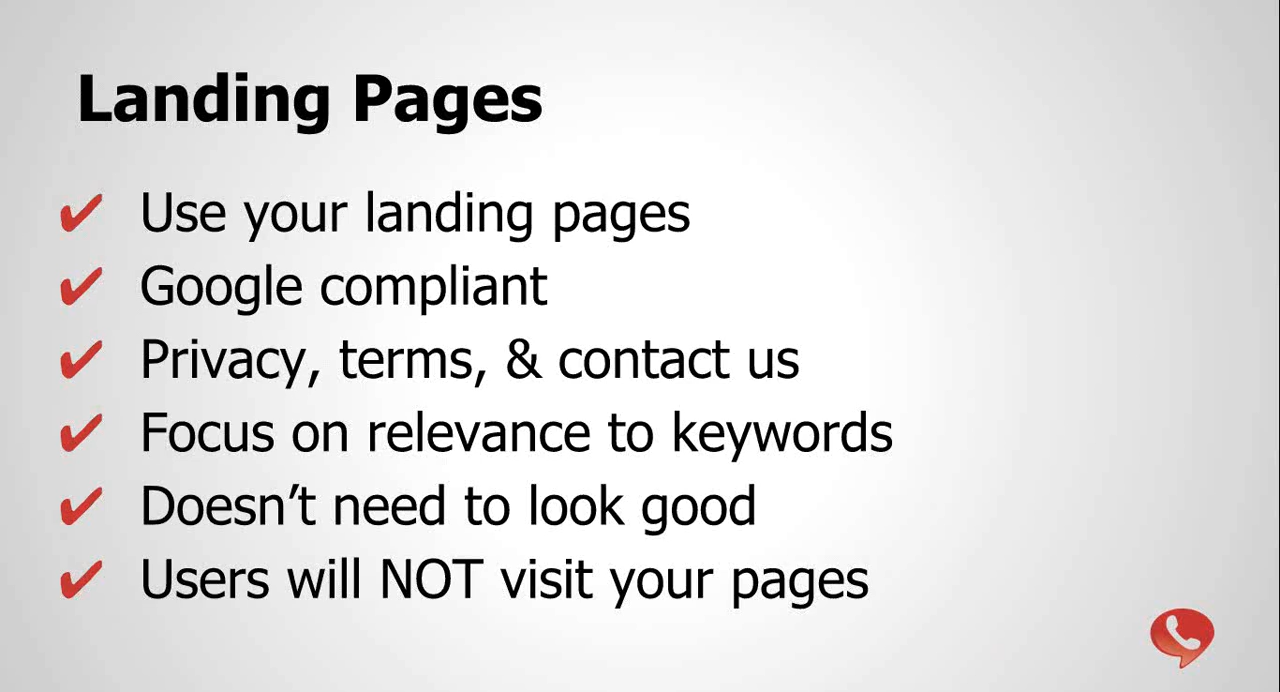 Landing Pages
✔ Use your landing pages
✔ Google compliant
✔ Privacy, terms, & contact us
✔ Focus on relevance to keywords
✔ Doesn’t need to look good
✔ Users will NOT visit your pages